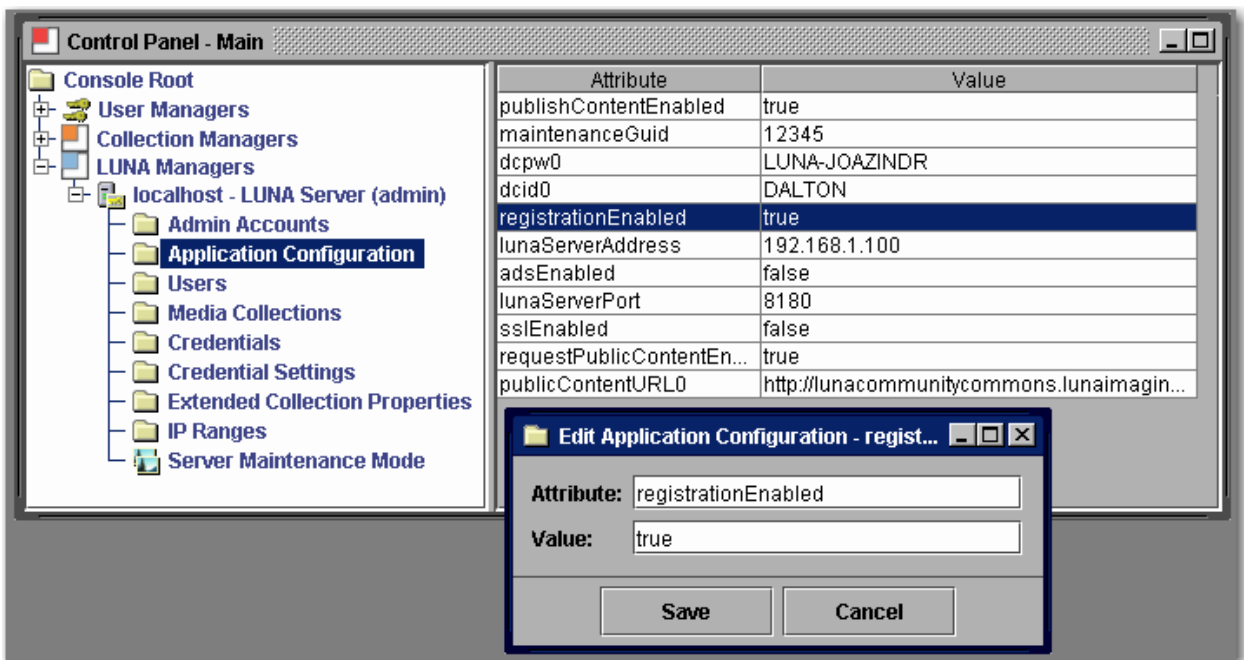 Control Panel - Main
Console Root
User Managers
Collection Managers
LUNA Managers
localhost - LUNA Server (admin)
Admin Accounts
Application Configuration
Users
Media Collections
Credentials
Credential Settings
Extended Collection Properties
IP Ranges
Server Maintenance Mode
Attribute Value
publishContentEnabled true
maintenanceGuid 12345
dcpw0 LUNA-JOAZINDR
dcid0 DALTON
registrationEnabled true
lunaServerAddress 192.168.1.100
adsEnabled false
lunaServerPort 8180
sslEnabled false
requestPublicContentEn... true
publicContentURL0 http://lunacommunitycommons.lunaimagin...
Edit Application Configuration - regist...
Attribute: registrationEnabled
Value: true
Save Cancel